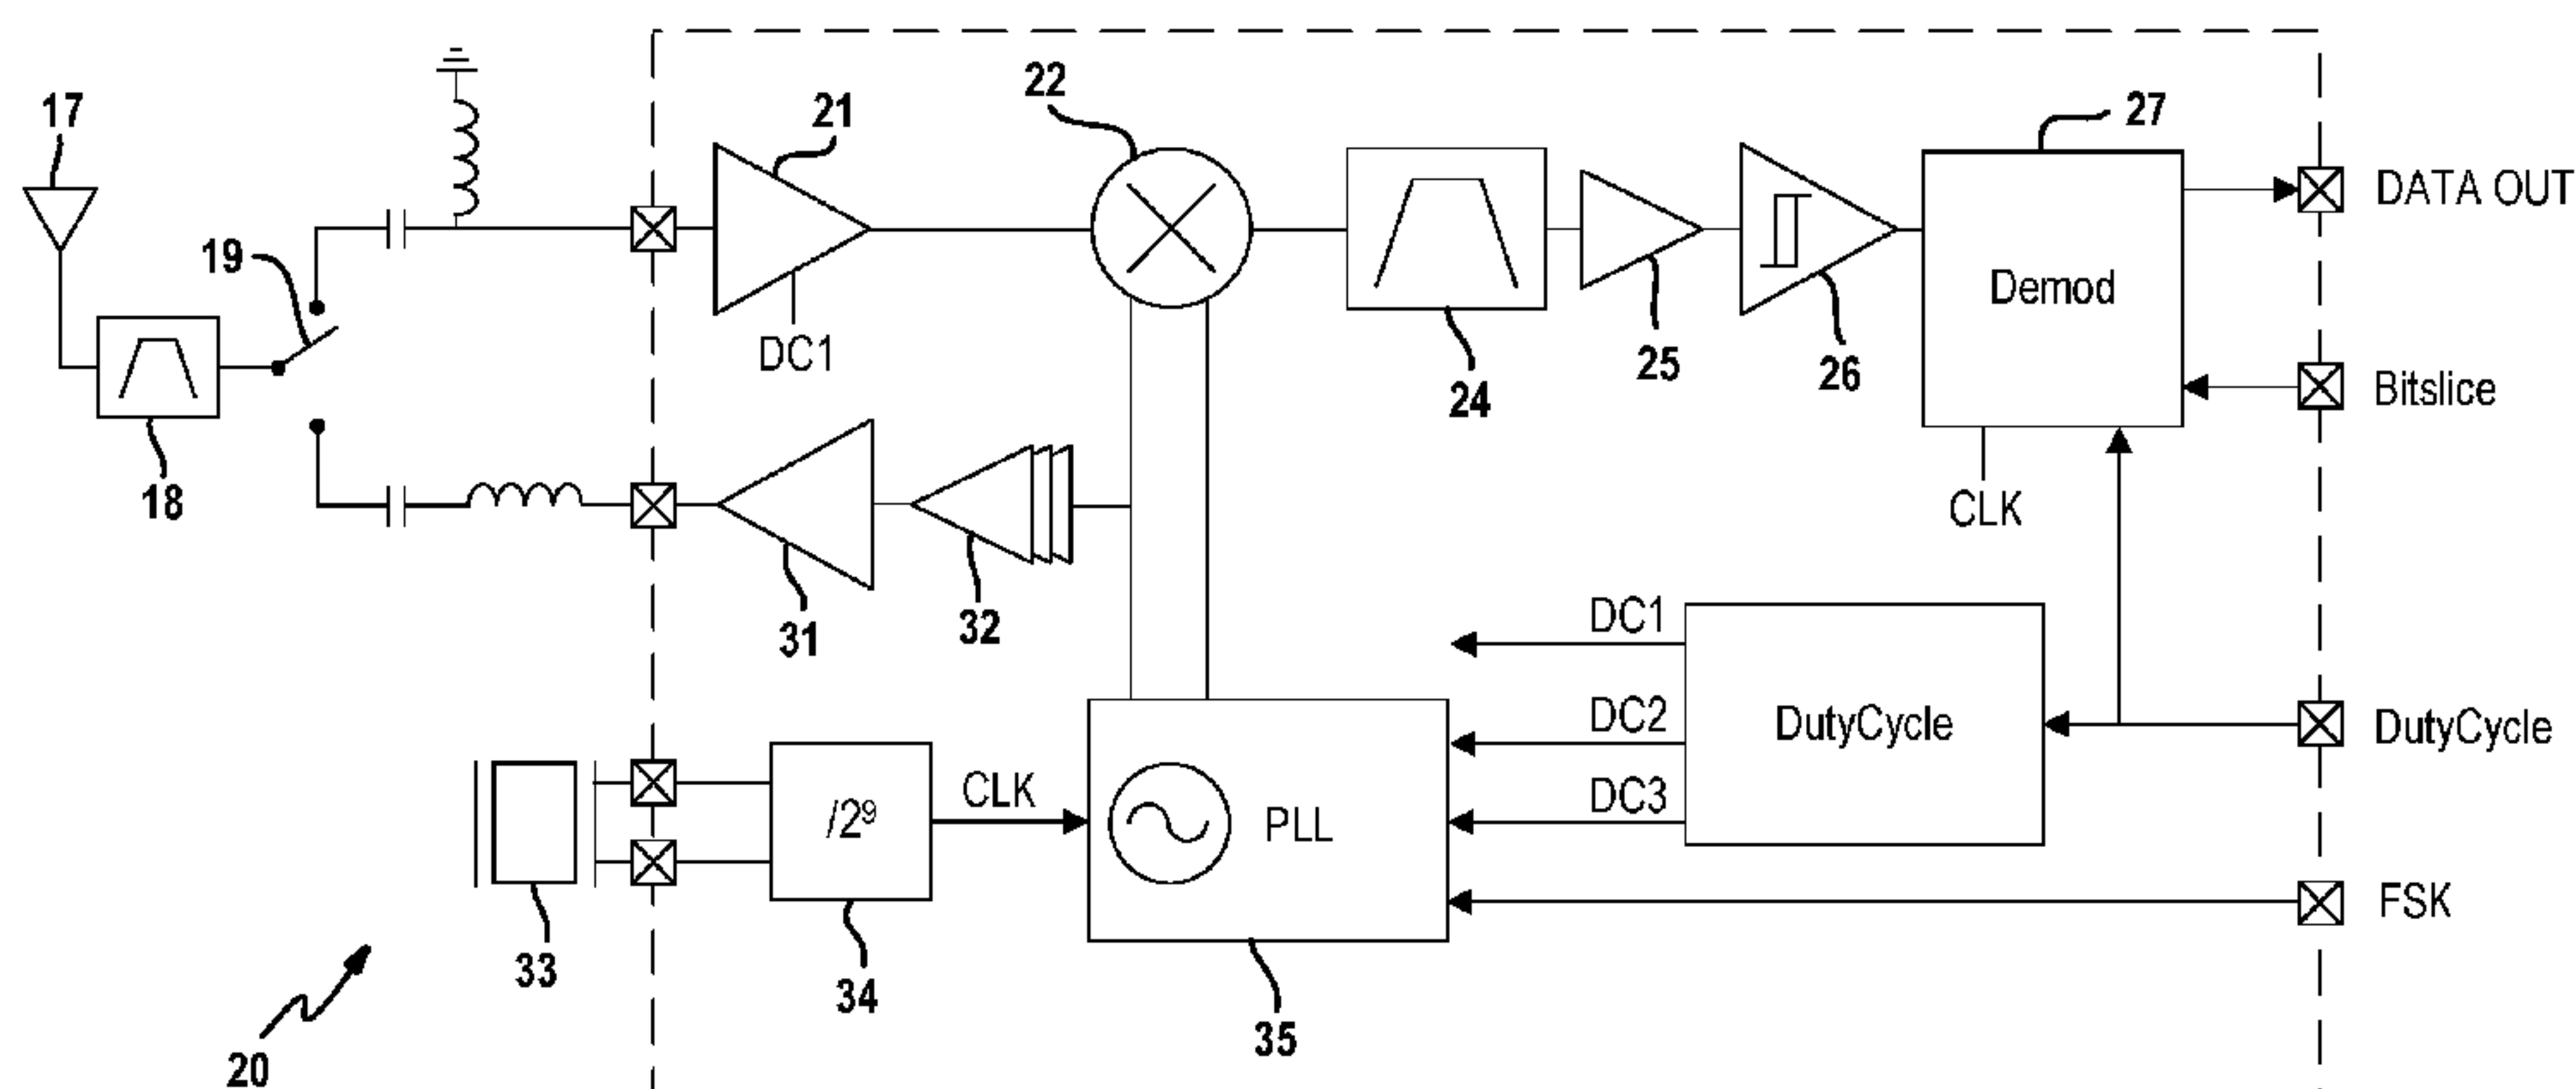 17
21
22
27
DATA OUT
19
Demod
DC1
25
26
24
Bitslice
18
CLK
31
32
DC1
DC2
DutyCycle
DutyCycle
CLK
/2⁹
PLL
DC3
FSK
33
34
35
20